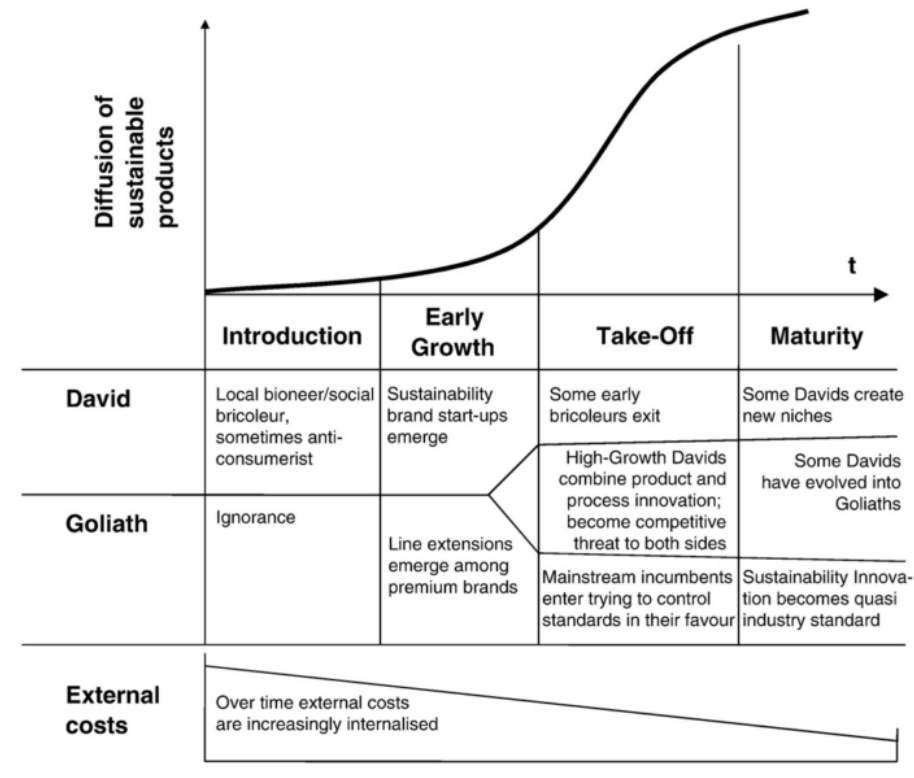 Diffusion of
sustainable
products
t
Introduction
Early
Growth
Take-Off
Maturity
David
Local bioneer/social
bricoleur,
sometimes anti-
consumerist
Sustainability
brand start-ups
emerge
Some early
bricoleurs exit
Some Davids create
new niches
High-Growth Davids
combine product and
process innovation;
become competitive
threat to both sides
Some Davids
have evolved into
Goliaths
Goliath
Ignorance
Line extensions
emerge among
premium brands
Mainstream incumbents
enter trying to control
standards in their favour
Sustainability Innova-
tion becomes quasi
industry standard
External
costs
Over time external costs
are increasingly internalised